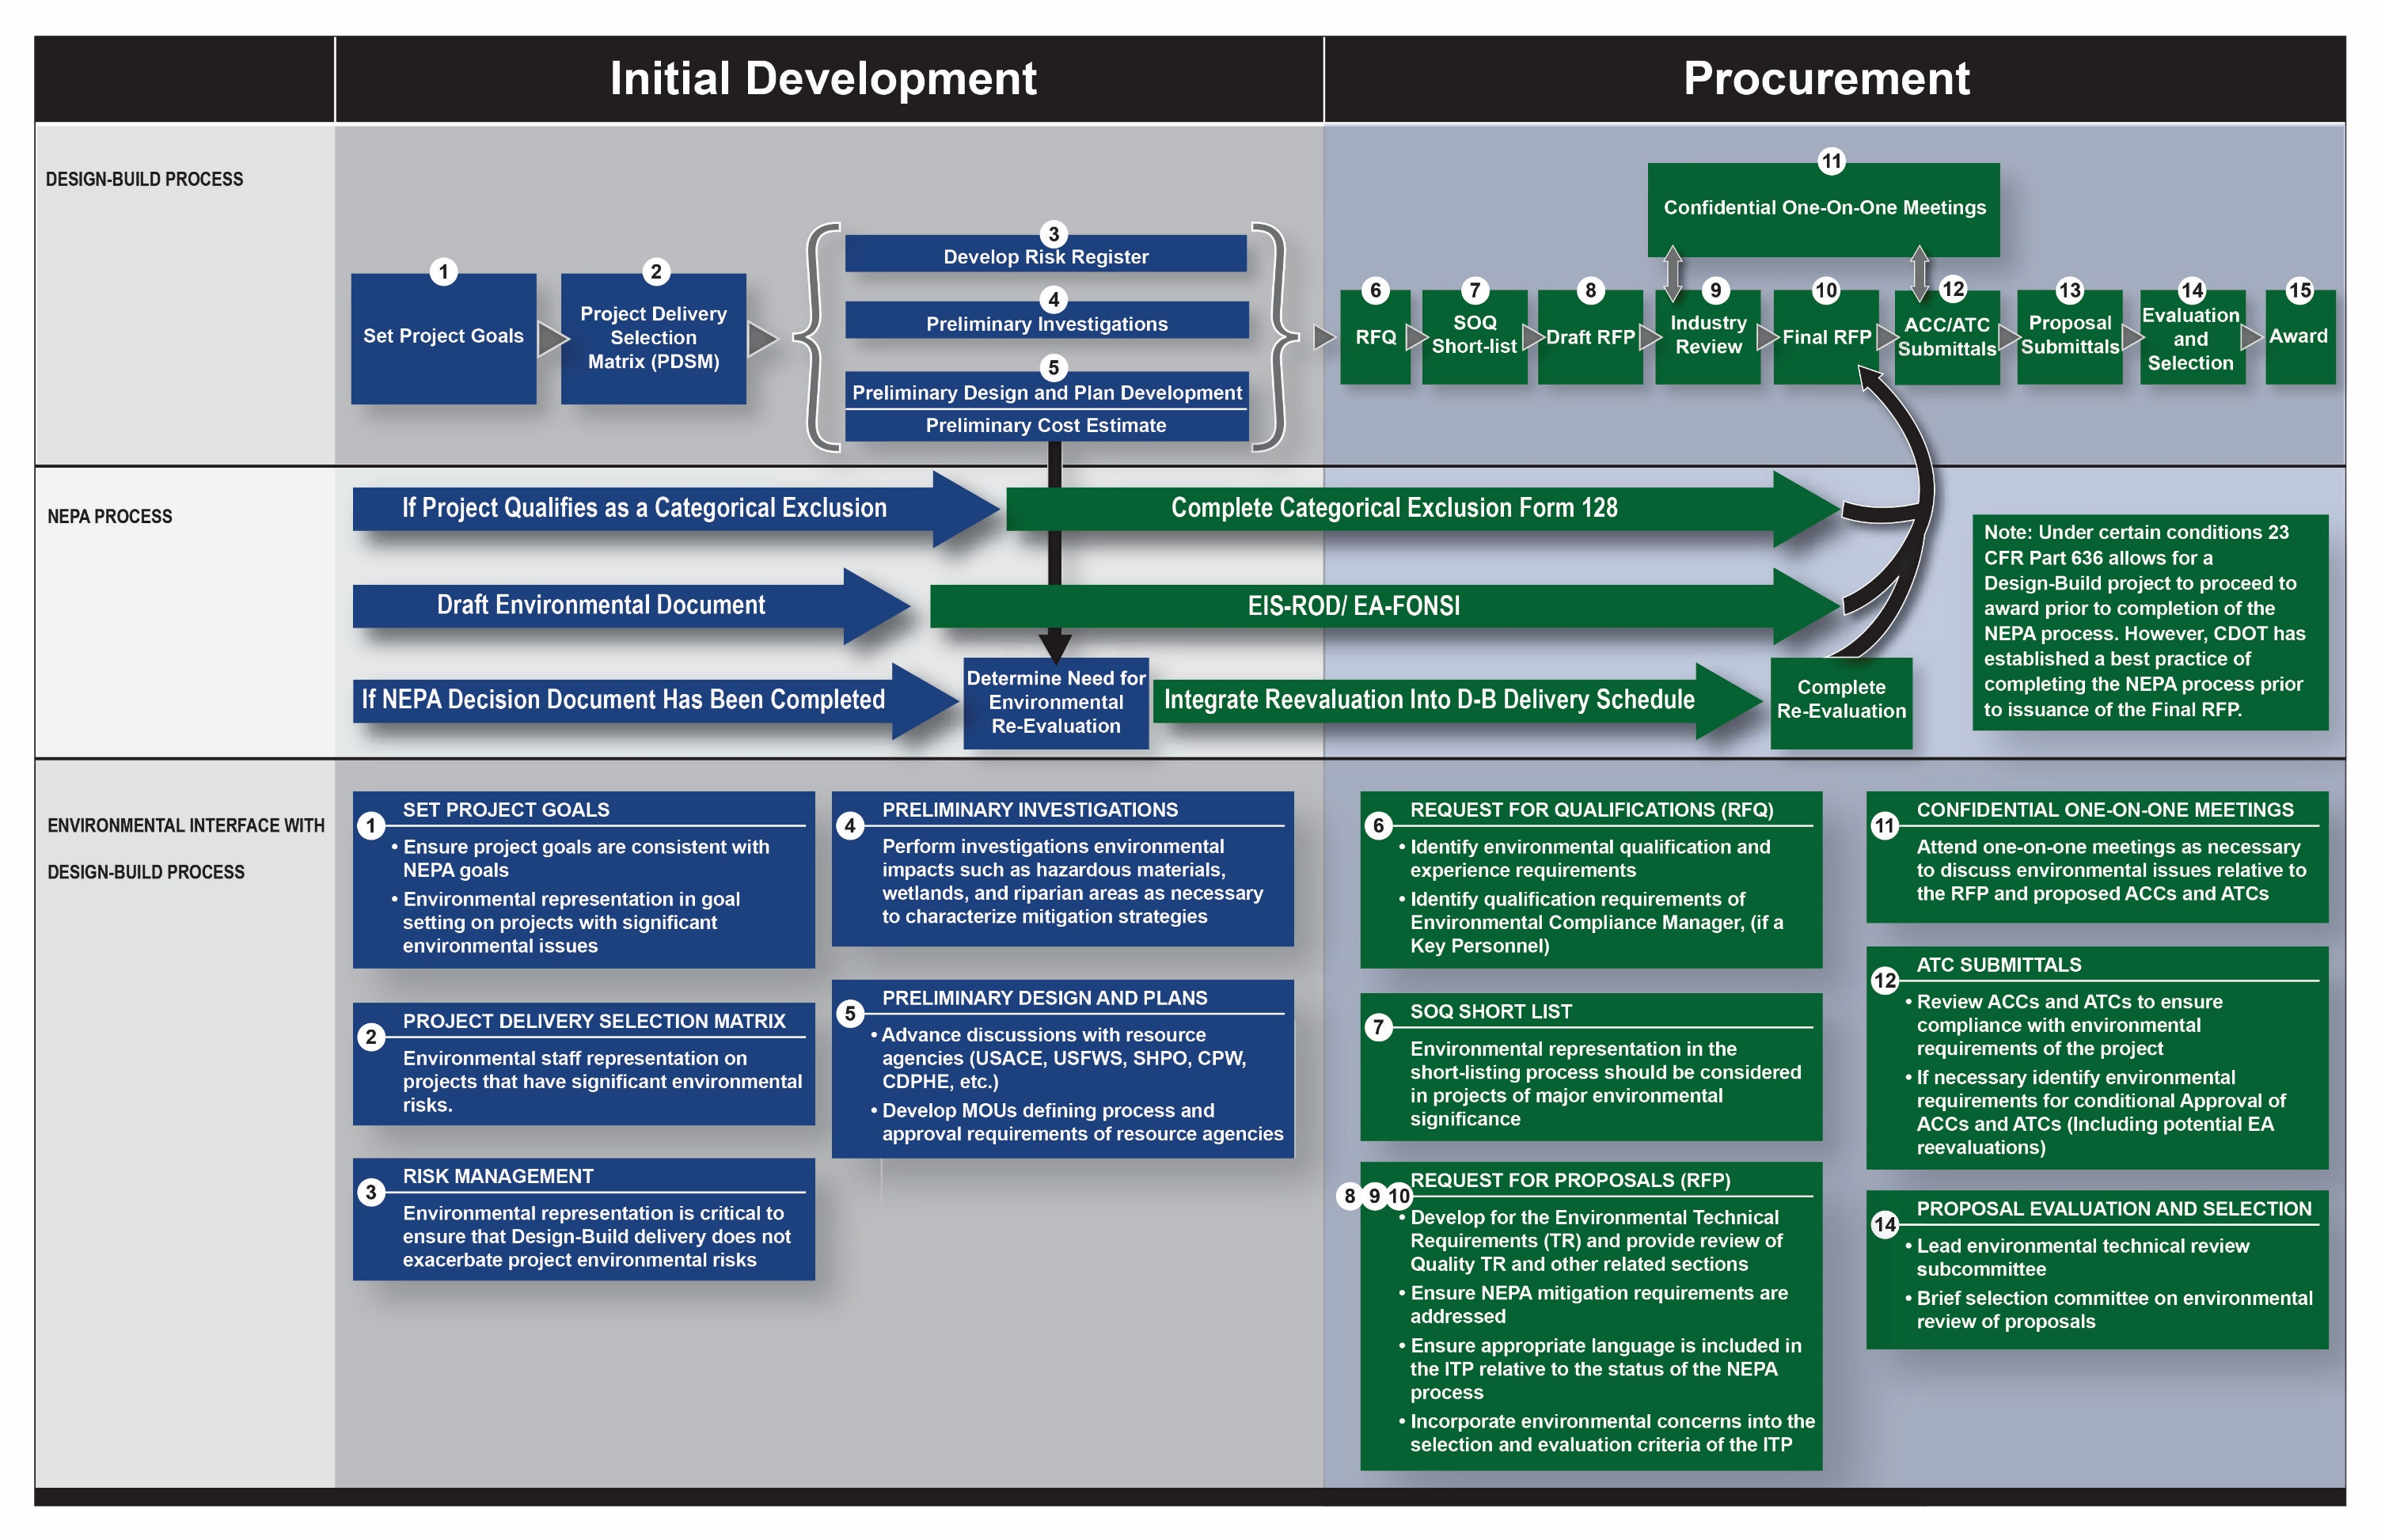 Initial Development
Procurement
DESIGN-BUILD PROCESS
1
Set Project Goals
2
Project Delivery
Selection
Matrix (PDSM)
3
Develop Risk Register
4
Preliminary Investigations
5
Preliminary Design and Plan Development
Preliminary Cost Estimate
11
Confidential One-On-One Meetings
6
RFQ
7
SOQ
Short-list
8
Draft RFP
9
Industry
Review
10
Final RFP
12
ACC/ATC
Submittals
13
Proposal
Submittals
14
Evaluation
and
Selection
15
Award
NEPA PROCESS
If Project Qualifies as a Categorical Exclusion
Complete Categorical Exclusion Form 128
Draft Environmental Document
EIS-ROD/ EA-FONSI
If NEPA Decision Document Has Been Completed
Determine Need for
Environmental
Re-Evaluation
Integrate Reevaluation Into D-B Delivery Schedule
Complete
Re-Evaluation
Note: Under certain conditions 23
CFR Part 636 allows for a
Design-Build project to proceed to
award prior to completion of the
NEPA process. However, CDOT has
established a best practice of
completing the NEPA process prior
to issuance of the Final RFP.
ENVIRONMENTAL INTERFACE WITH
DESIGN-BUILD PROCESS
1
SET PROJECT GOALS
• Ensure project goals are consistent with
NEPA goals
• Environmental representation in goal
setting on projects with significant
environmental issues
2
PROJECT DELIVERY SELECTION MATRIX
Environmental staff representation on
projects that have significant environmental
risks.
3
RISK MANAGEMENT
Environmental representation is critical to
ensure that Design-Build delivery does not
exacerbate project environmental risks
4
PRELIMINARY INVESTIGATIONS
Perform investigations environmental
impacts such as hazardous materials,
wetlands, and riparian areas as necessary
to characterize mitigation strategies
5
PRELIMINARY DESIGN AND PLANS
• Advance discussions with resource
agencies (USACE, USFWS, SHPO, CPW,
CDPHE, etc.)
• Develop MOUs defining process and
approval requirements of resource agencies
6
REQUEST FOR QUALIFICATIONS (RFQ)
• Identify environmental qualification and
experience requirements
• Identify qualification requirements of
Environmental Compliance Manager, (if a
Key Personnel)
7
SOQ SHORT LIST
Environmental representation in the
short-listing process should be considered
in projects of major environmental
significance
8 9 10
REQUEST FOR PROPOSALS (RFP)
• Develop for the Environmental Technical
Requirements (TR) and provide review of
Quality TR and other related sections
• Ensure NEPA mitigation requirements are
addressed
• Ensure appropriate language is included in
the ITP relative to the status of the NEPA
process
• Incorporate environmental concerns into the
selection and evaluation criteria of the ITP
11
CONFIDENTIAL ONE-ON-ONE MEETINGS
Attend one-on-one meetings as necessary
to discuss environmental issues relative to
the RFP and proposed ACCs and ATCs
12
ATC SUBMITTALS
• Review ACCs and ATCs to ensure
compliance with environmental
requirements of the project
• If necessary identify environmental
requirements for conditional Approval of
ACCs and ATCs (Including potential EA
reevaluations)
14
PROPOSAL EVALUATION AND SELECTION
• Lead environmental technical review
subcommittee
• Brief selection committee on environmental
review of proposals